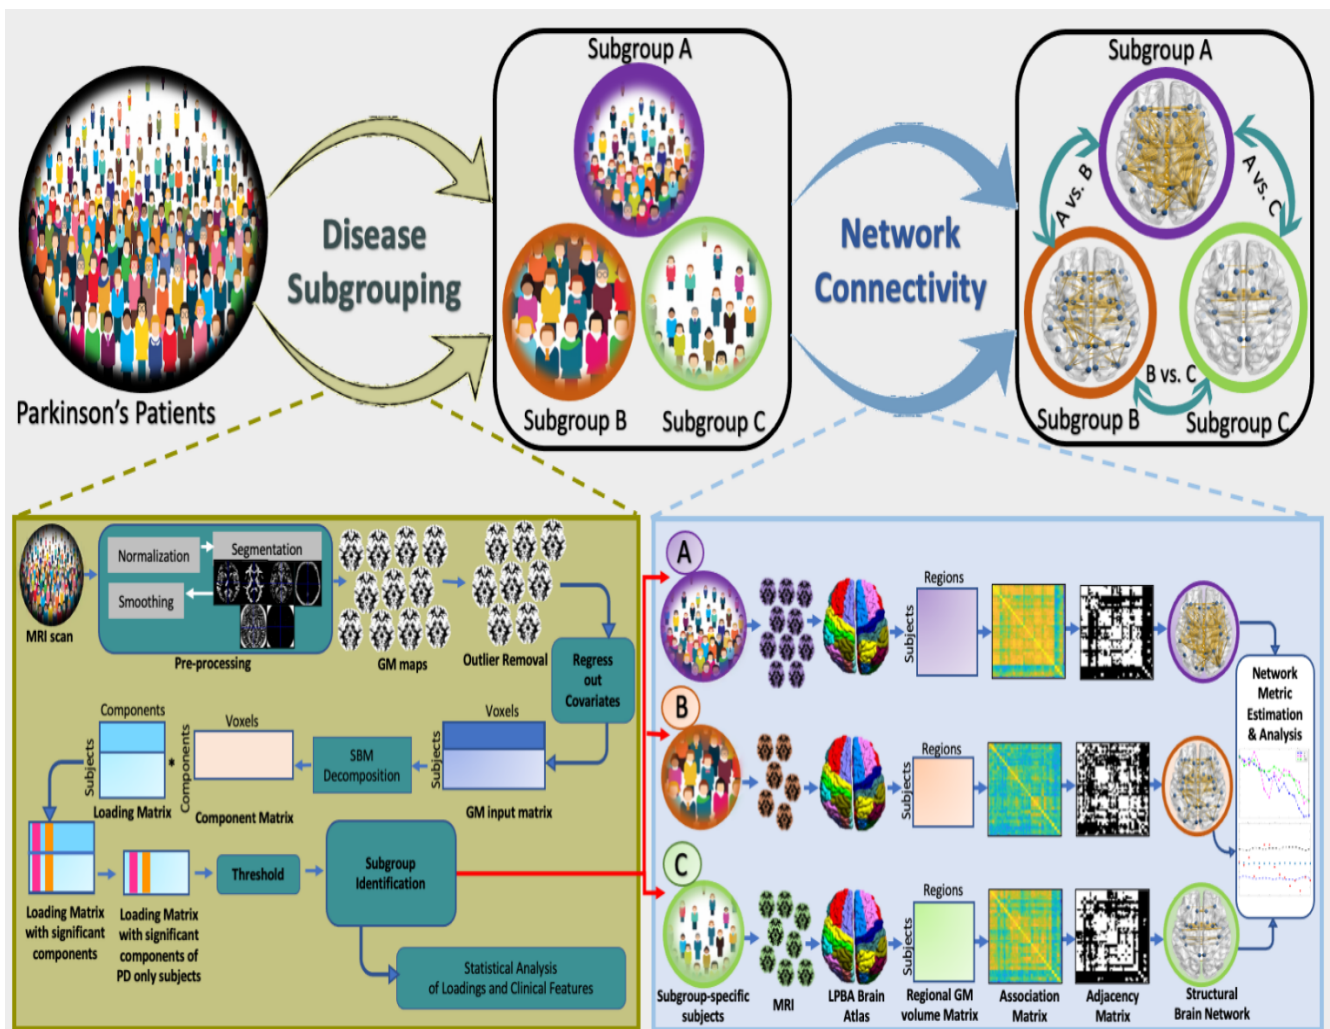 Subgroup A
Subgroup A
Disease
Subgrouping
Network
Connectivity
A vs. B
A vs. C
B vs. C
Parkinson's Patients
Subgroup B
Subgroup C
Subgroup B
Subgroup C
Normalization
Segmentation
Smoothing
MRI scan
Pre-processing
GM maps
Outlier Removal
Regress
out
Covariates
Components
Subjects
Loading Matrix
*
Voxels
Components
Component Matrix
SBM
Decomposition
Voxels
Subjects
GM input matrix
Loading Matrix
with significant
components
Loading Matrix
with significant
components of
PD only subjects
Threshold
Subgroup
Identification
Statistical Analysis
of Loadings and Clinical Features
A
Regions
Subjects
B
Regions
Subjects
C
Regions
Subjects
Network
Metric
Estimation
& Analysis
Subgroup-specific
subjects
MRI
LPBA Brain
Atlas
Regional GM
volume Matrix
Association
Matrix
Adjacency
Matrix
Structural
Brain Network